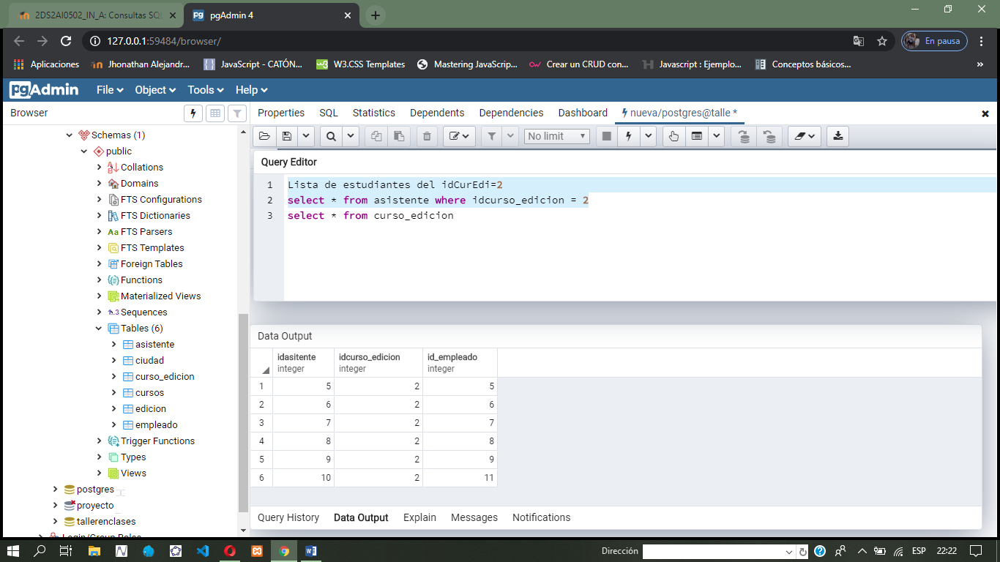 2DS2AI0502_IN_A: Consultas SQ
pgAdmin 4
127.0.0.1:59484/browser/
En pausa
Aplicaciones
Jhonathan Alejandr...
JavaScript - CATÓN...
W3.CSS Templates
Mastering JavaScrip...
Crear un CRUD con...
Javascript : Ejemplo...
Conceptos básicos...
»
pgAdmin
File
Object
Tools
Help
Browser
Properties
SQL
Statistics
Dependents
Dependencies
Dashboard
nueva/postgres@talle *
No limit
Schemas (1)
public
Collations
Domains
FTS Configurations
FTS Dictionaries
Aa FTS Parsers
FTS Templates
Foreign Tables
Functions
Materialized Views
1..3 Sequences
Tables (6)
asistente
ciudad
curso_edicion
cursos
edicion
empleado
Trigger Functions
Types
Views
postgres
proyecto
tallerenclases
Login/Group Roles
Query Editor
1 Lista de estudiantes del idCurEdi=2
2 select * from asistente where idcurso_edicion = 2
3 select * from curso_edicion
Data Output
idasitente idcurso_edicion id_empleado
integer integer integer
1 5 2 5
2 6 2 6
3 7 2 7
4 8 2 8
5 9 2 9
6 10 2 11
Query History
Data Output
Explain
Messages
Notifications
Dirección
ESP
22:22